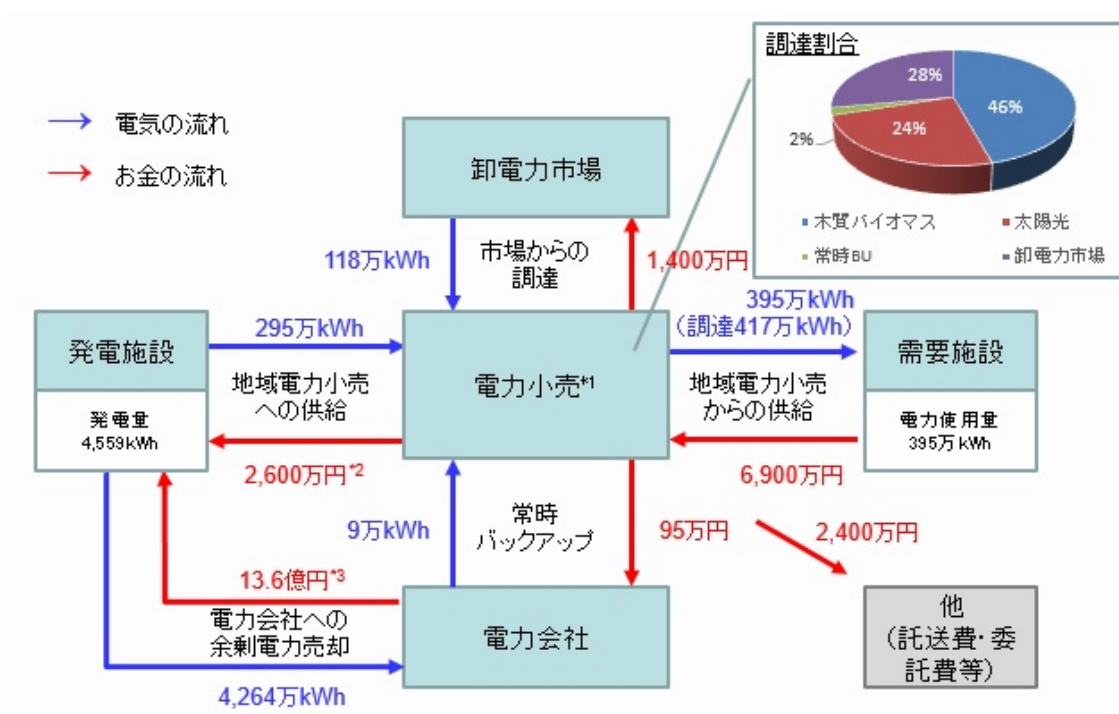 調達割合
28%
46%
24%
2%
木質バイオマス
太陽光
常時BU
卸電力市場
電気の流れ
お金の流れ
卸電力市場
118万kWh
市場からの
調達
1,400万円
395万kWh
（調達417万kWh）
295万kWh
発電施設
発電量
4,559kWh
地域電力小売
への供給
電力小売*1
地域電力小売
からの供給
需要施設
電力使用量
395万kWh
2,600万円*2
6,900万円
9万kWh
常時
バックアップ
95万円
2,400万円
13.6億円*3
電力会社への
余剰電力売却
電力会社
4,264万kWh
他
（託送費・委
託費等）